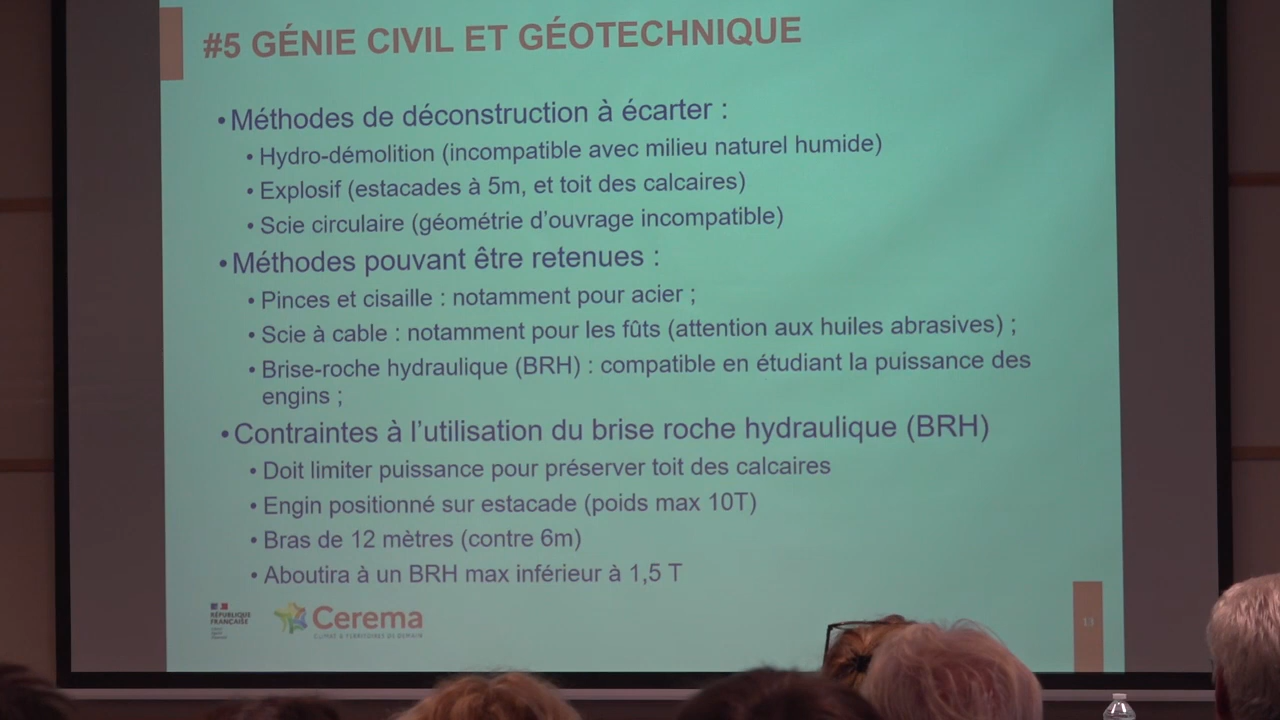 #5 GÉNIE CIVIL ET GÉOTECHNIQUE
• Méthodes de déconstruction à écarter :
• Hydro-démolition (incompatible avec milieu naturel humide)
• Explosif (estacades à 5m, et toit des calcaires)
• Scie circulaire (géométrie d'ouvrage incompatible)
• Méthodes pouvant être retenues :
• Pinces et cisaille : notamment pour acier ;
• Scie à cable : notamment pour les fûts (attention aux huiles abrasives) ;
• Brise-roche hydraulique (BRH) : compatible en étudiant la puissance des
engins ;
• Contraintes à l'utilisation du brise roche hydraulique (BRH)
• Doit limiter puissance pour préserver toit des calcaires
• Engin positionné sur estacade (poids max 10T)
• Bras de 12 mètres (contre 6m)
• Aboutira à un BRH max inférieur à 1,5 T
RÉPUBLIQUE
FRANÇAISE
Cerema
CLIMAT & TERRITOIRES DE DEMAIN
13